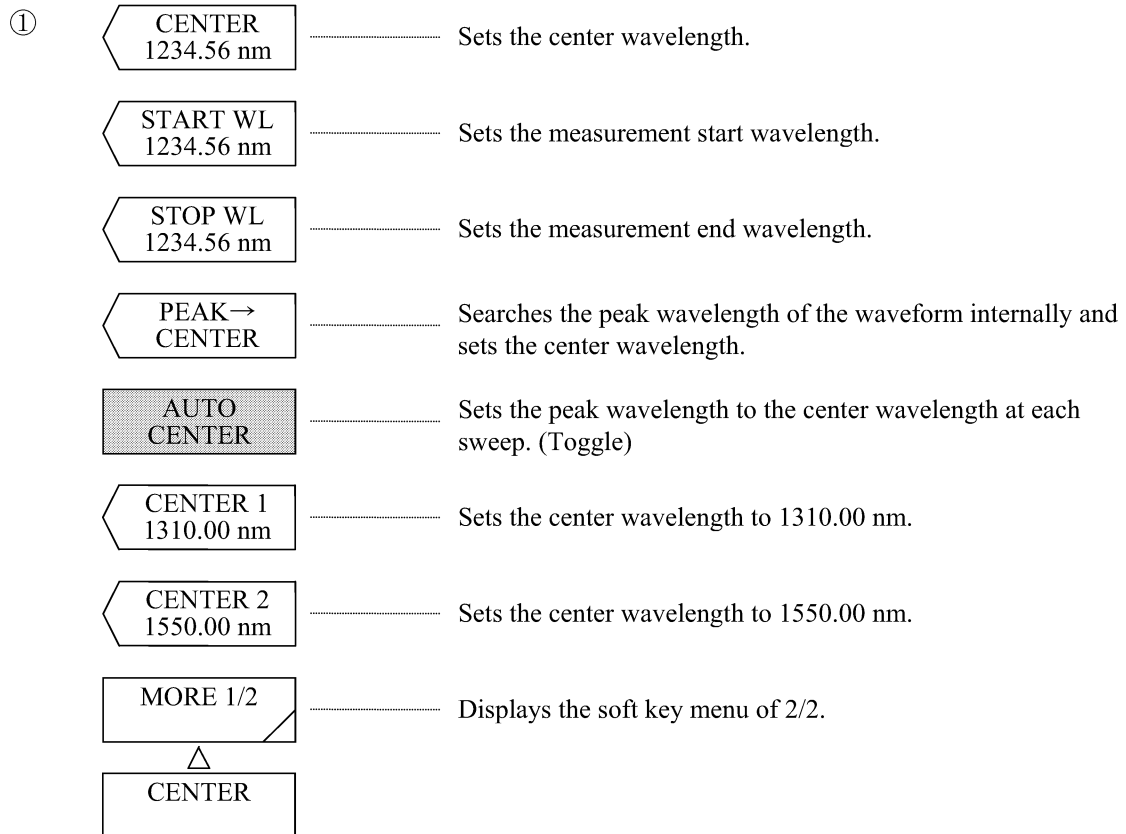 ①
CENTER
1234.56 nm
Sets the center wavelength.
START WL
1234.56 nm
Sets the measurement start wavelength.
STOP WL
1234.56 nm
Sets the measurement end wavelength.
PEAK→
CENTER
Searches the peak wavelength of the waveform internally and
sets the center wavelength.
AUTO
CENTER
Sets the peak wavelength to the center wavelength at each
sweep. (Toggle)
CENTER 1
1310.00 nm
Sets the center wavelength to 1310.00 nm.
CENTER 2
1550.00 nm
Sets the center wavelength to 1550.00 nm.
MORE 1/2
Displays the soft key menu of 2/2.
CENTER